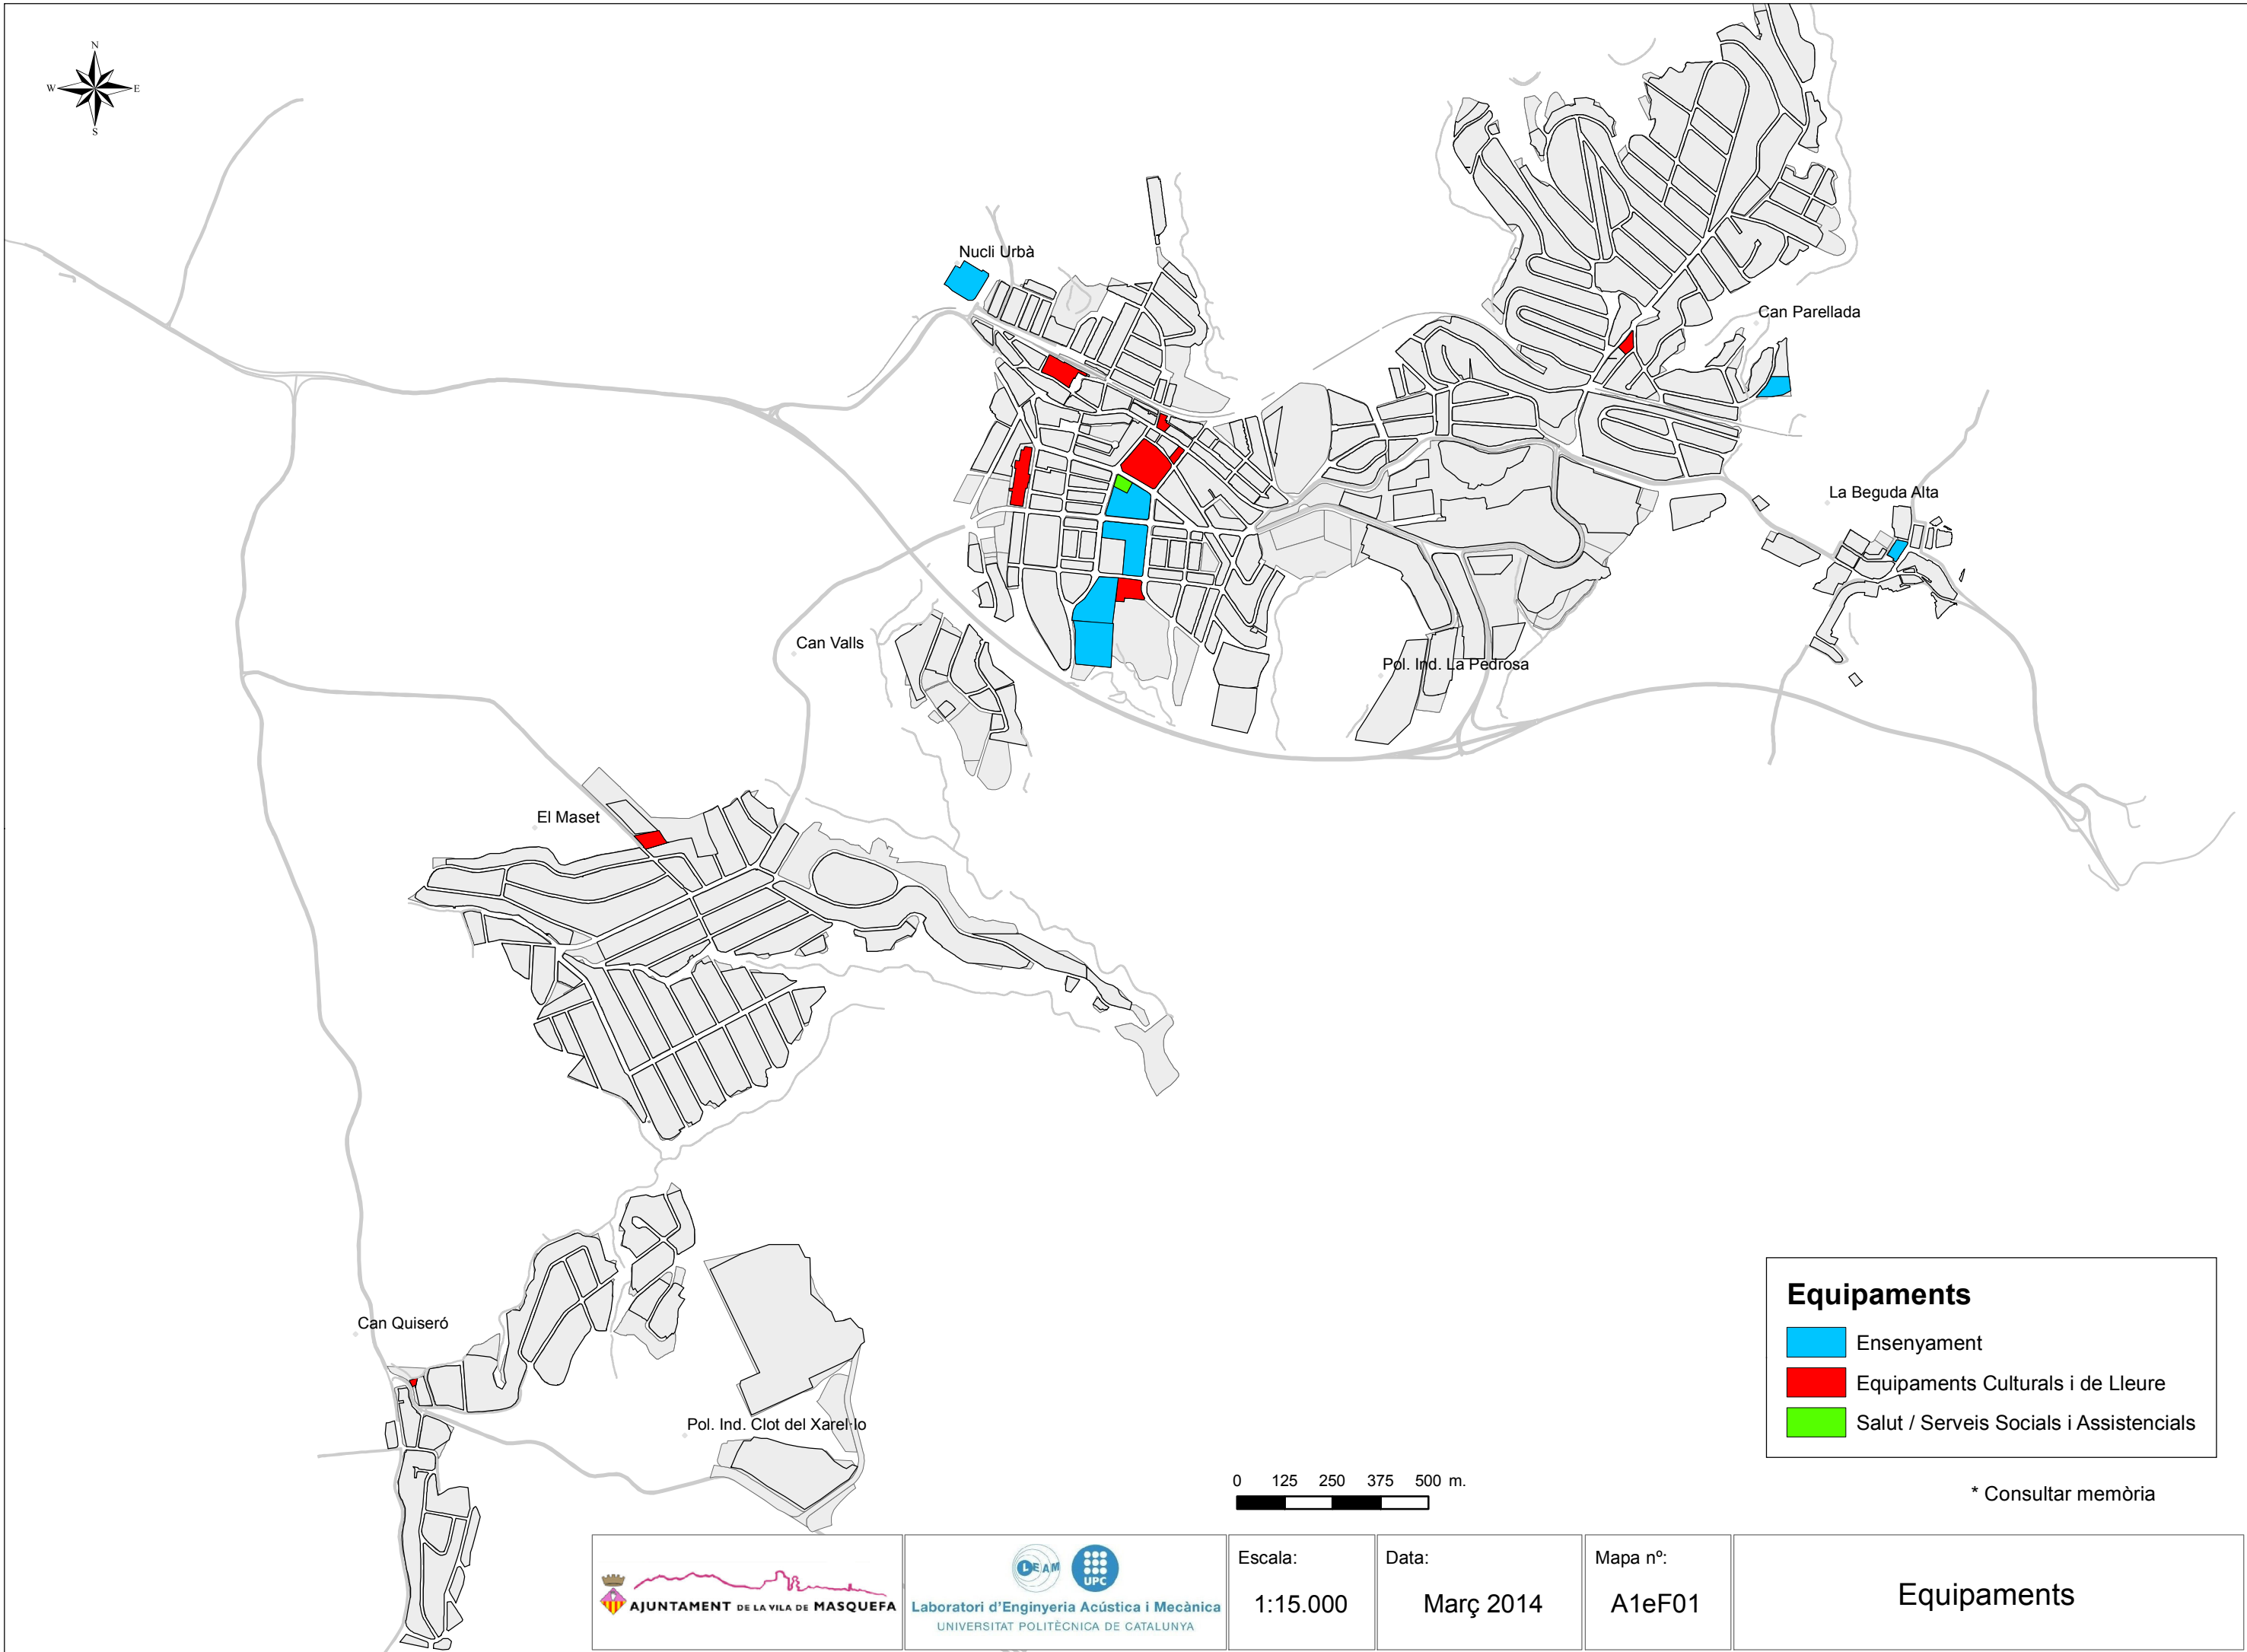 N
W E
S
Nucli Urbà
Can Parellada
La Beguda Alta
Can Valls
Pol. Ind. La Pedrosa
El Maset
Can Quiseró
Pol. Ind. Clot del Xarel·lo
Equipaments
Ensenyament
Equipaments Culturals i de Lleure
Salut / Serveis Socials i Assistencials
0 125 250 375 500 m.
* Consultar memòria
AJUNTAMENT DE LA VILA DE MASQUEFA
LEAM
UPC
Laboratori d'Enginyeria Acústica i Mecànica
UNIVERSITAT POLITÈCNICA DE CATALUNYA
Escala:
1:15.000
Data:
Març 2014
Mapa nº:
A1eF01
Equipaments